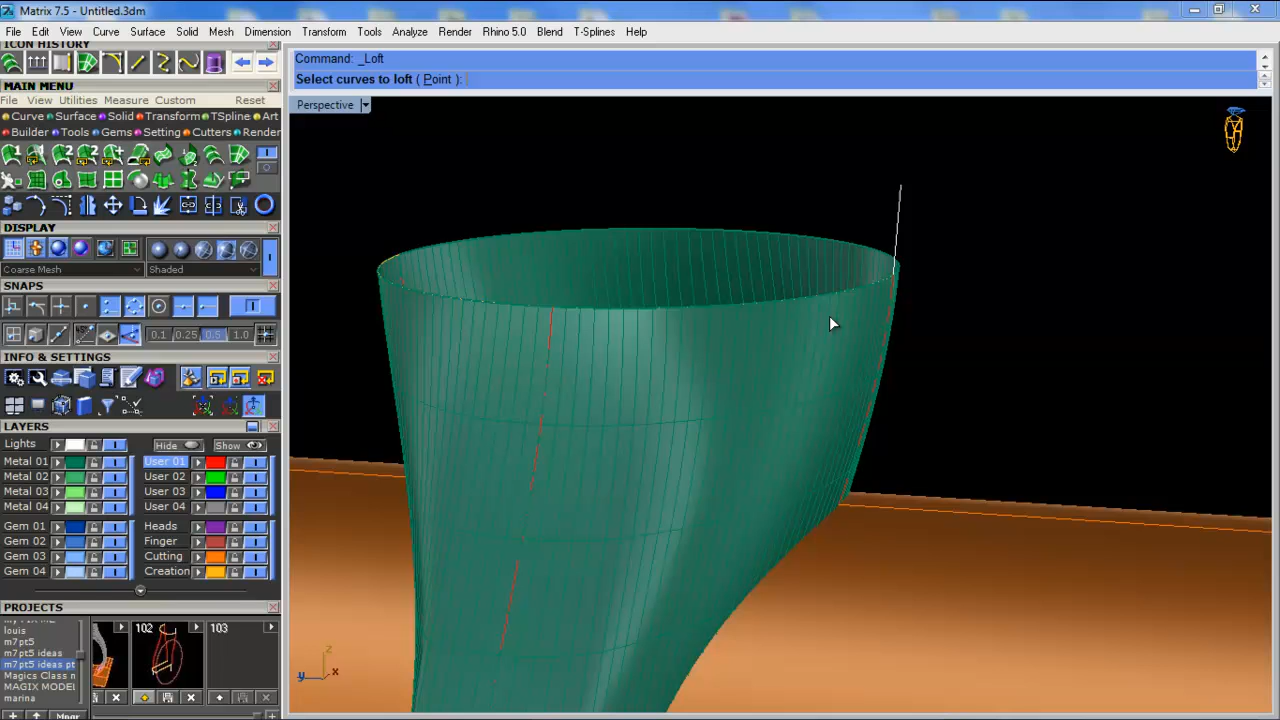 Matrix 7.5 - Untitled.3dm
File Edit View Curve Surface Solid Mesh Dimension Transform Tools Analyze Render Rhino 5.0 Blend T-Splines Help
ICON HISTORY
Command: _Loft
Select curves to loft ( Point ):
MAIN MENU
File View Utilities Measure Custom Reset
Perspective
Curve Surface Solid Transform TSpline Art
Builder Tools Gems Setting Cutters Render
DISPLAY
Coarse Mesh Shaded
SNAPS
0.1 0.25 0.5 1.0
INFO & SETTINGS
LAYERS
Lights Hide Show
Metal 01 User 01
Metal 02 User 02
Metal 03 User 03
Metal 04 User 04
Gem 01 Heads
Gem 02 Finger
Gem 03 Cutting
Gem 04 Creation
PROJECTS
louis
m7pt5
m7pt5 ideas
m7pt5 ideas pt
Magics Class n
MAGIX MODEL
marina
102 103
z
y x